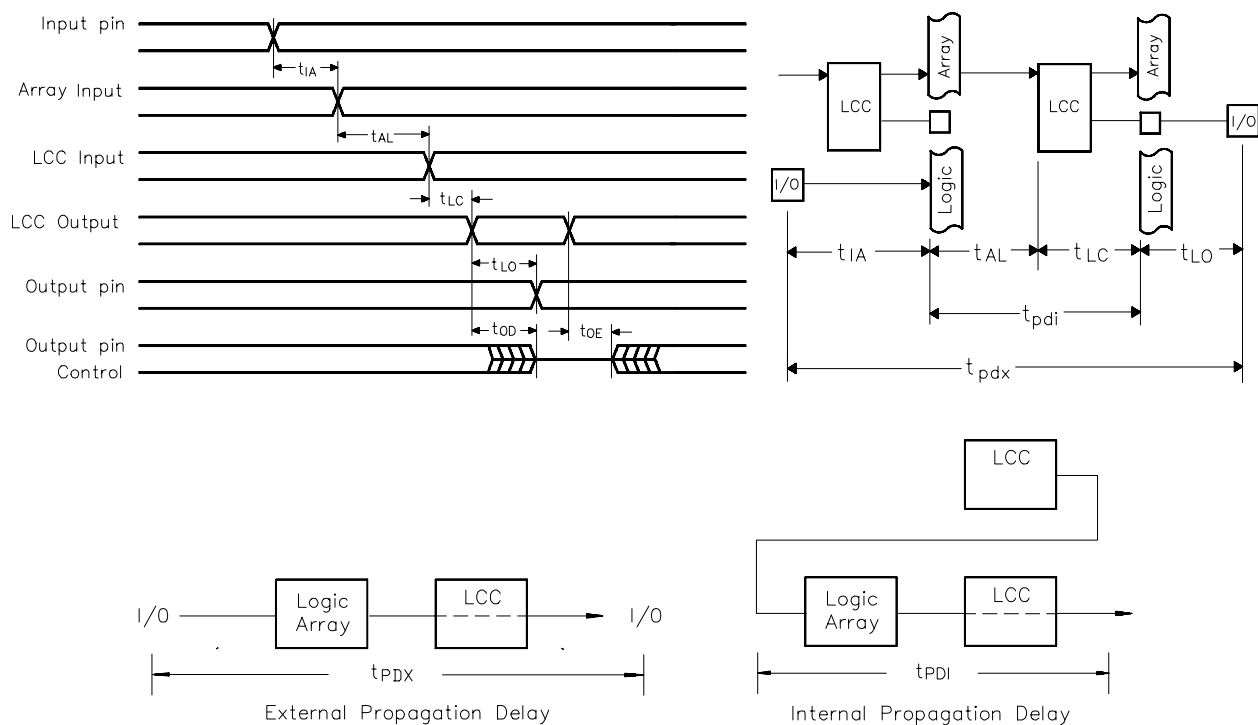 Input pin
tIA
Array Input
tAL
LCC Input
tLC
LCC Output
tLO
Output pin
tOD
tOE
Output pin
Control
LCC
Array
LCC
Array
I/O
I/O
Logic
Logic
tIA
tAL
tLC
tLO
tpdi
tpdx
I/O
Logic
Array
LCC
I/O
tPDX
External Propagation Delay
LCC
Logic
Array
LCC
tPDI
Internal Propagation Delay